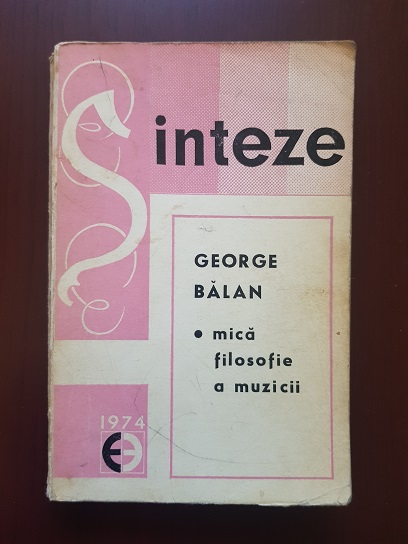 Sinteze
GEORGE
BĂLAN
• mică
filosofie
a muzicii
1974